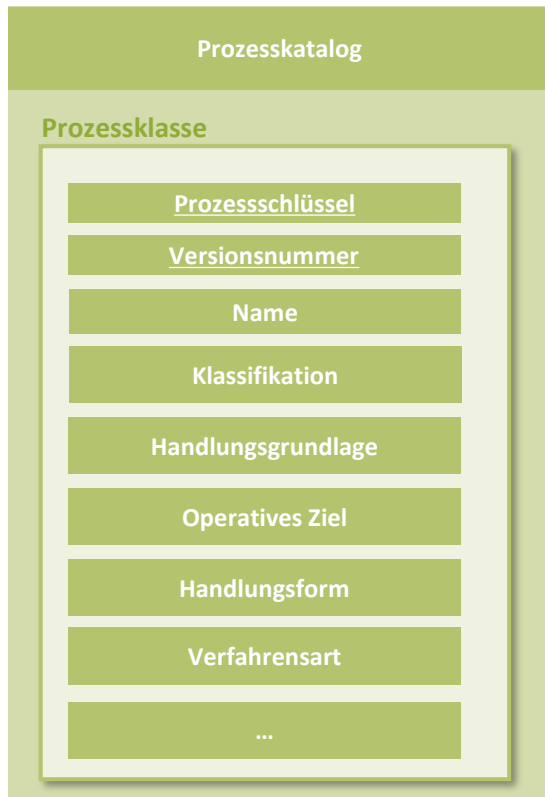 Prozesskatalog
Prozessklasse
Prozessschlüssel
Versionsnummer
Name
Klassifikation
Handlungsgrundlage
Operatives Ziel
Handlungsform
Verfahrensart
...